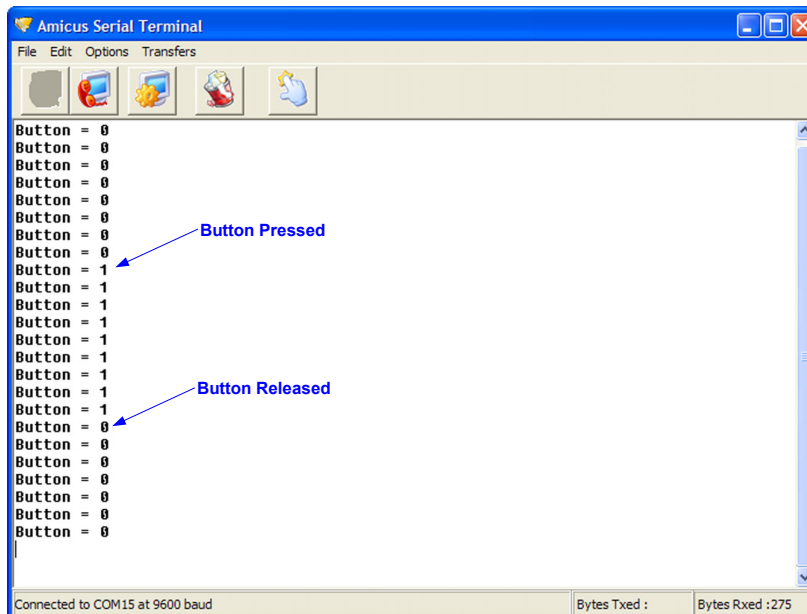 Amicus Serial Terminal
File Edit Options Transfers
Button = 0
Button = 0
Button = 0
Button = 0
Button = 0
Button = 0
Button Pressed
Button = 0
Button = 0
Button = 1
Button = 1
Button = 1
Button = 1
Button = 1
Button = 1
Button = 1
Button Released
Button = 1
Button = 1
Button = 0
Button = 0
Button = 0
Button = 0
Button = 0
Button = 0
Button = 0
Connected to COM15 at 9600 baud
Bytes Txed :
Bytes Rxed :275